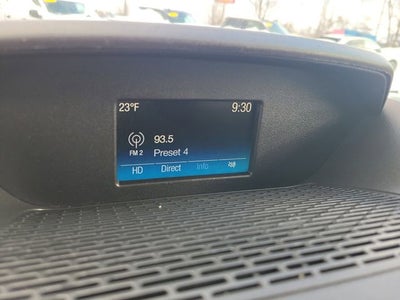 23°F 9:30
93.5
FM 2 Preset 4
HD Direct Info